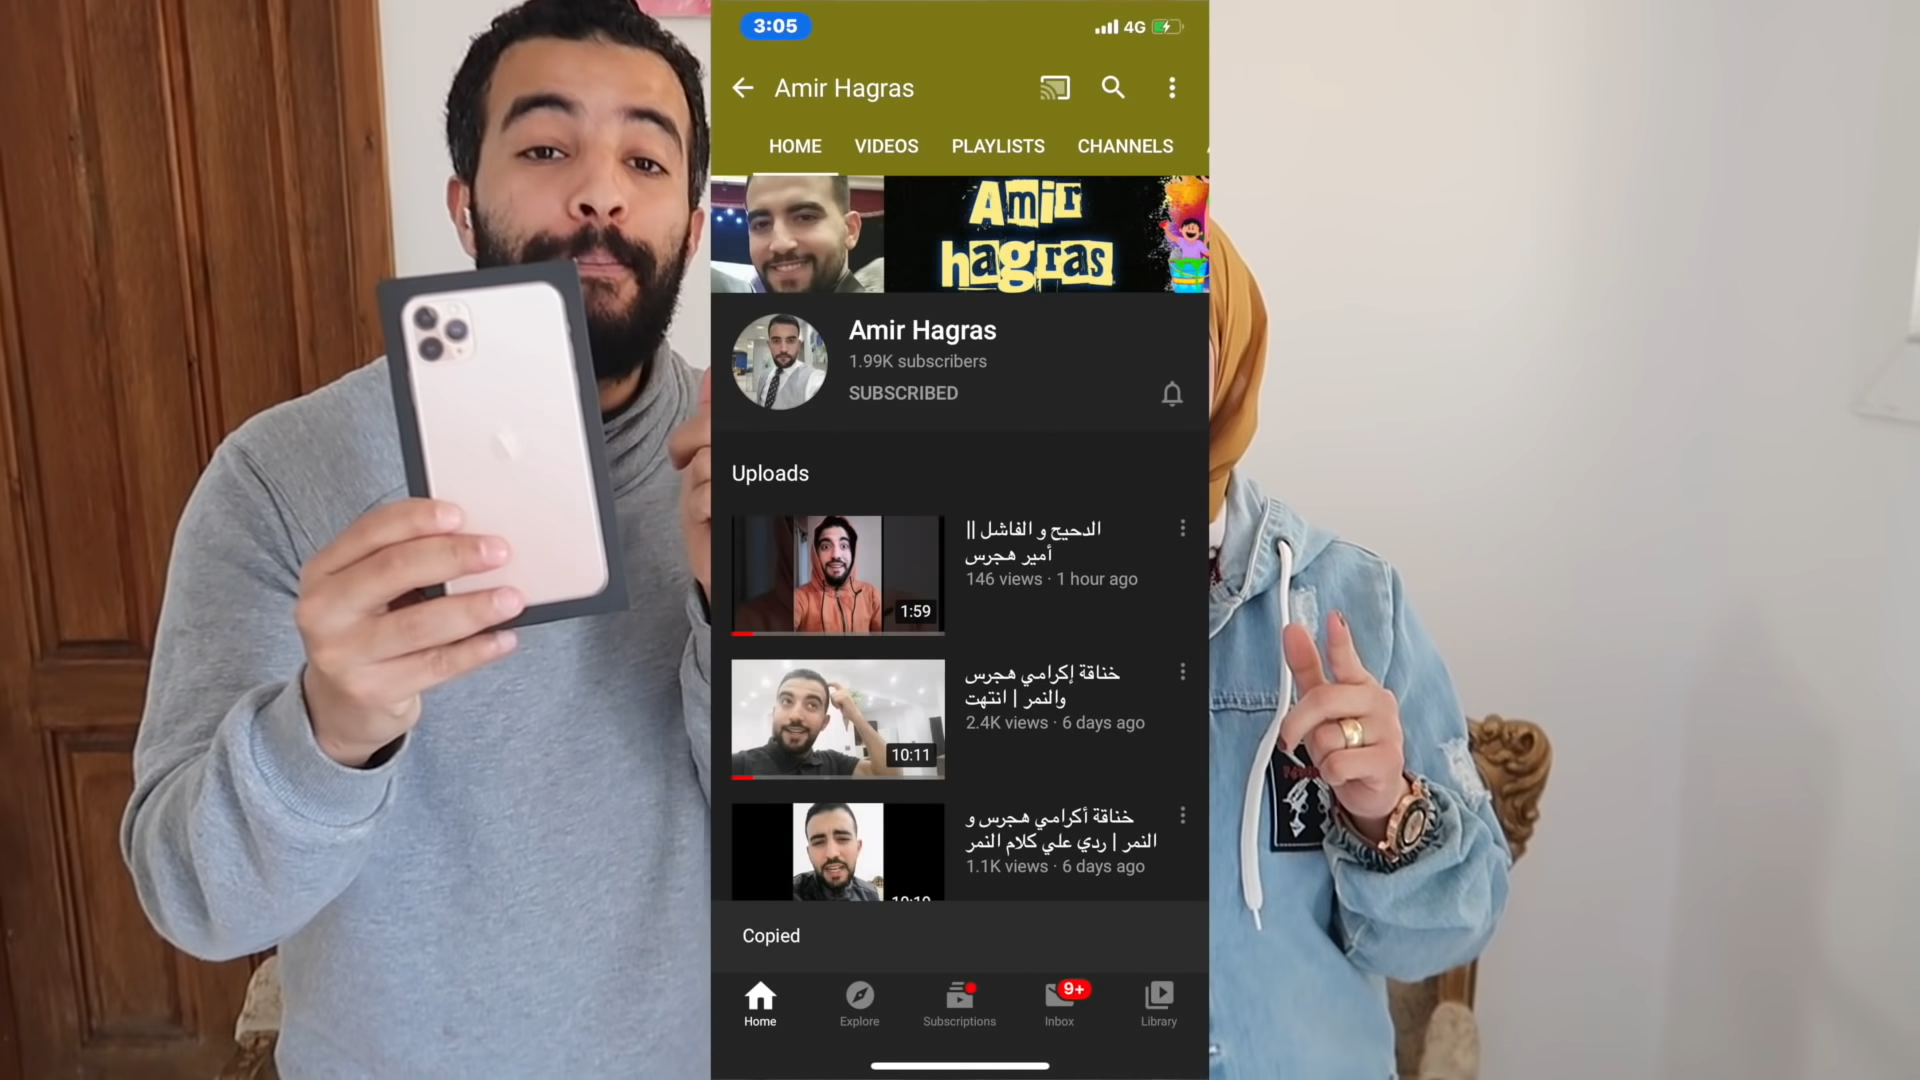 3:05
4G
Amir Hagras
HOME VIDEOS PLAYLISTS CHANNELS
Amir
hagras
Amir Hagras
1.99K subscribers
SUBSCRIBED
Uploads
الدحيح و الفاشل ||
أمير هجرس
146 views · 1 hour ago
1:59
خناقة إكرامي هجرس
والنمر | انتهت
2.4K views · 6 days ago
10:11
خناقة أكرامي هجرس و
النمر | ردي علي كلام النمر
1.1K views · 6 days ago
Copied
9+
Home Explore Subscriptions Inbox Library